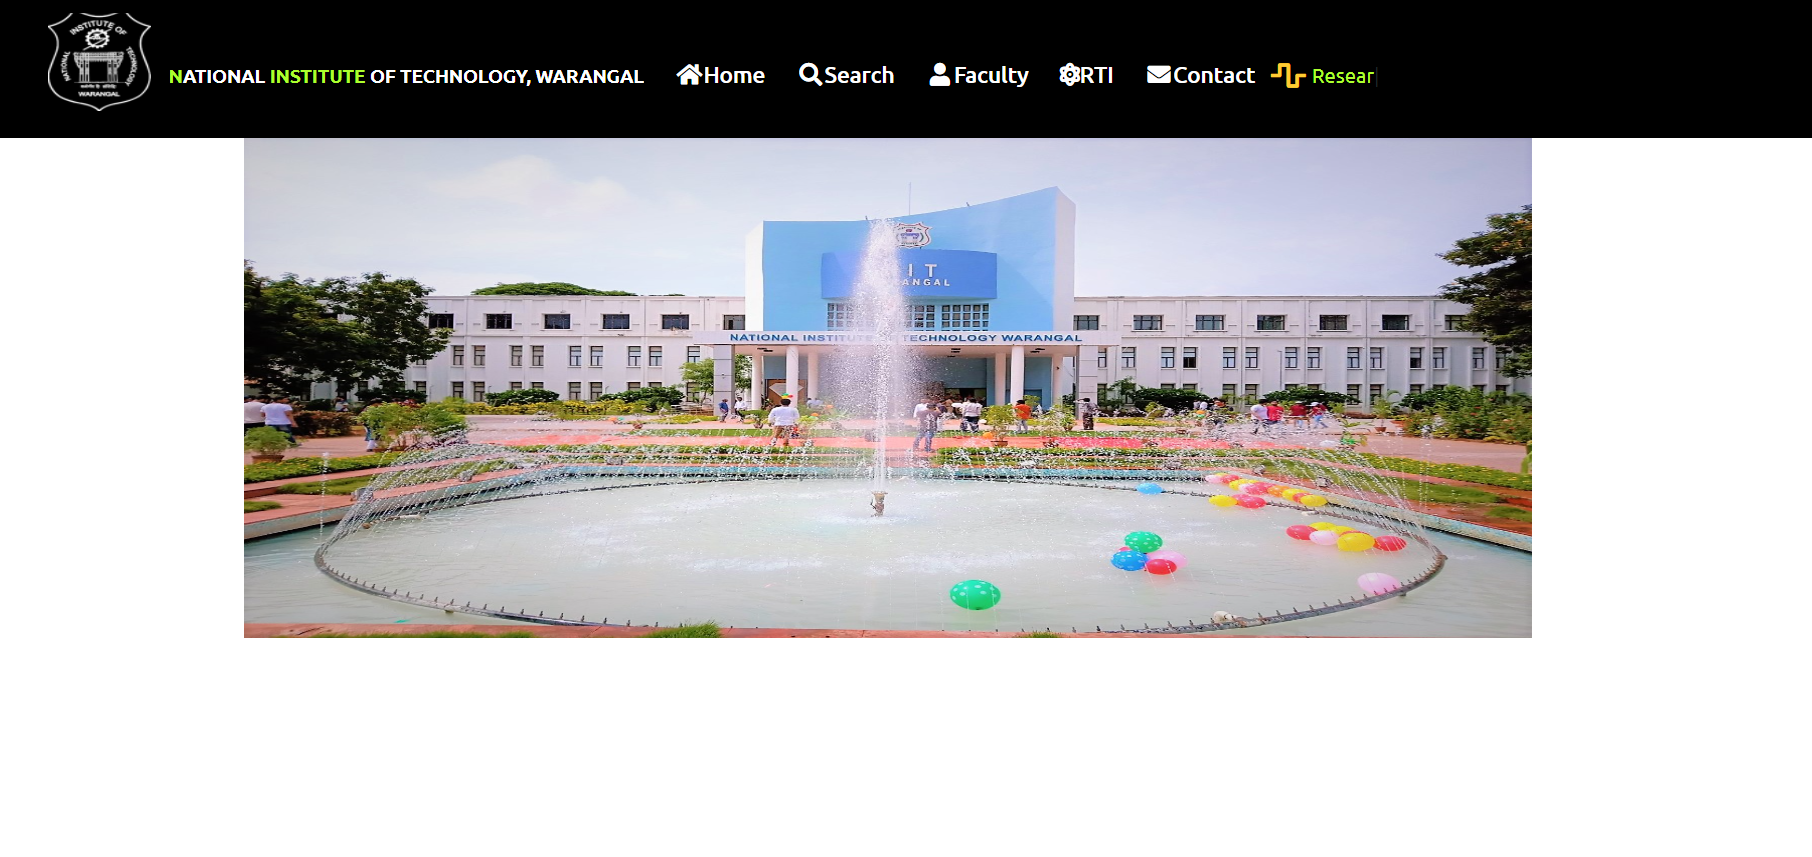 INSTITUTE OF
NATIONAL
TECHNOLOGY
WARANGAL
NATIONAL INSTITUTE OF TECHNOLOGY, WARANGAL
Home
Search
Faculty
RTI
Contact
Resear
I T
ANGAL
NATIONAL INSTITUTE OF TECHNOLOGY WARANGAL